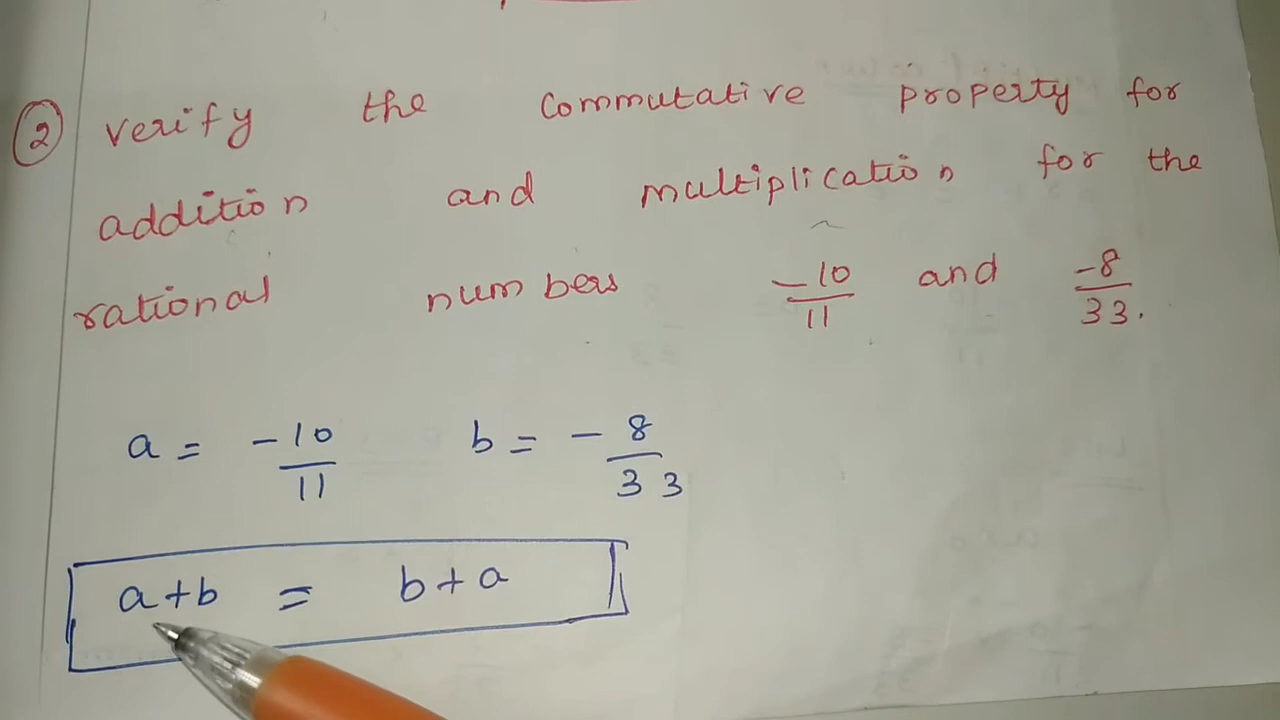 ② verify the commutative property for
addition and multiplication for the
rational numbers -10/11 and -8/33.
a = -10/11 b = -8/33
a+b = b+a